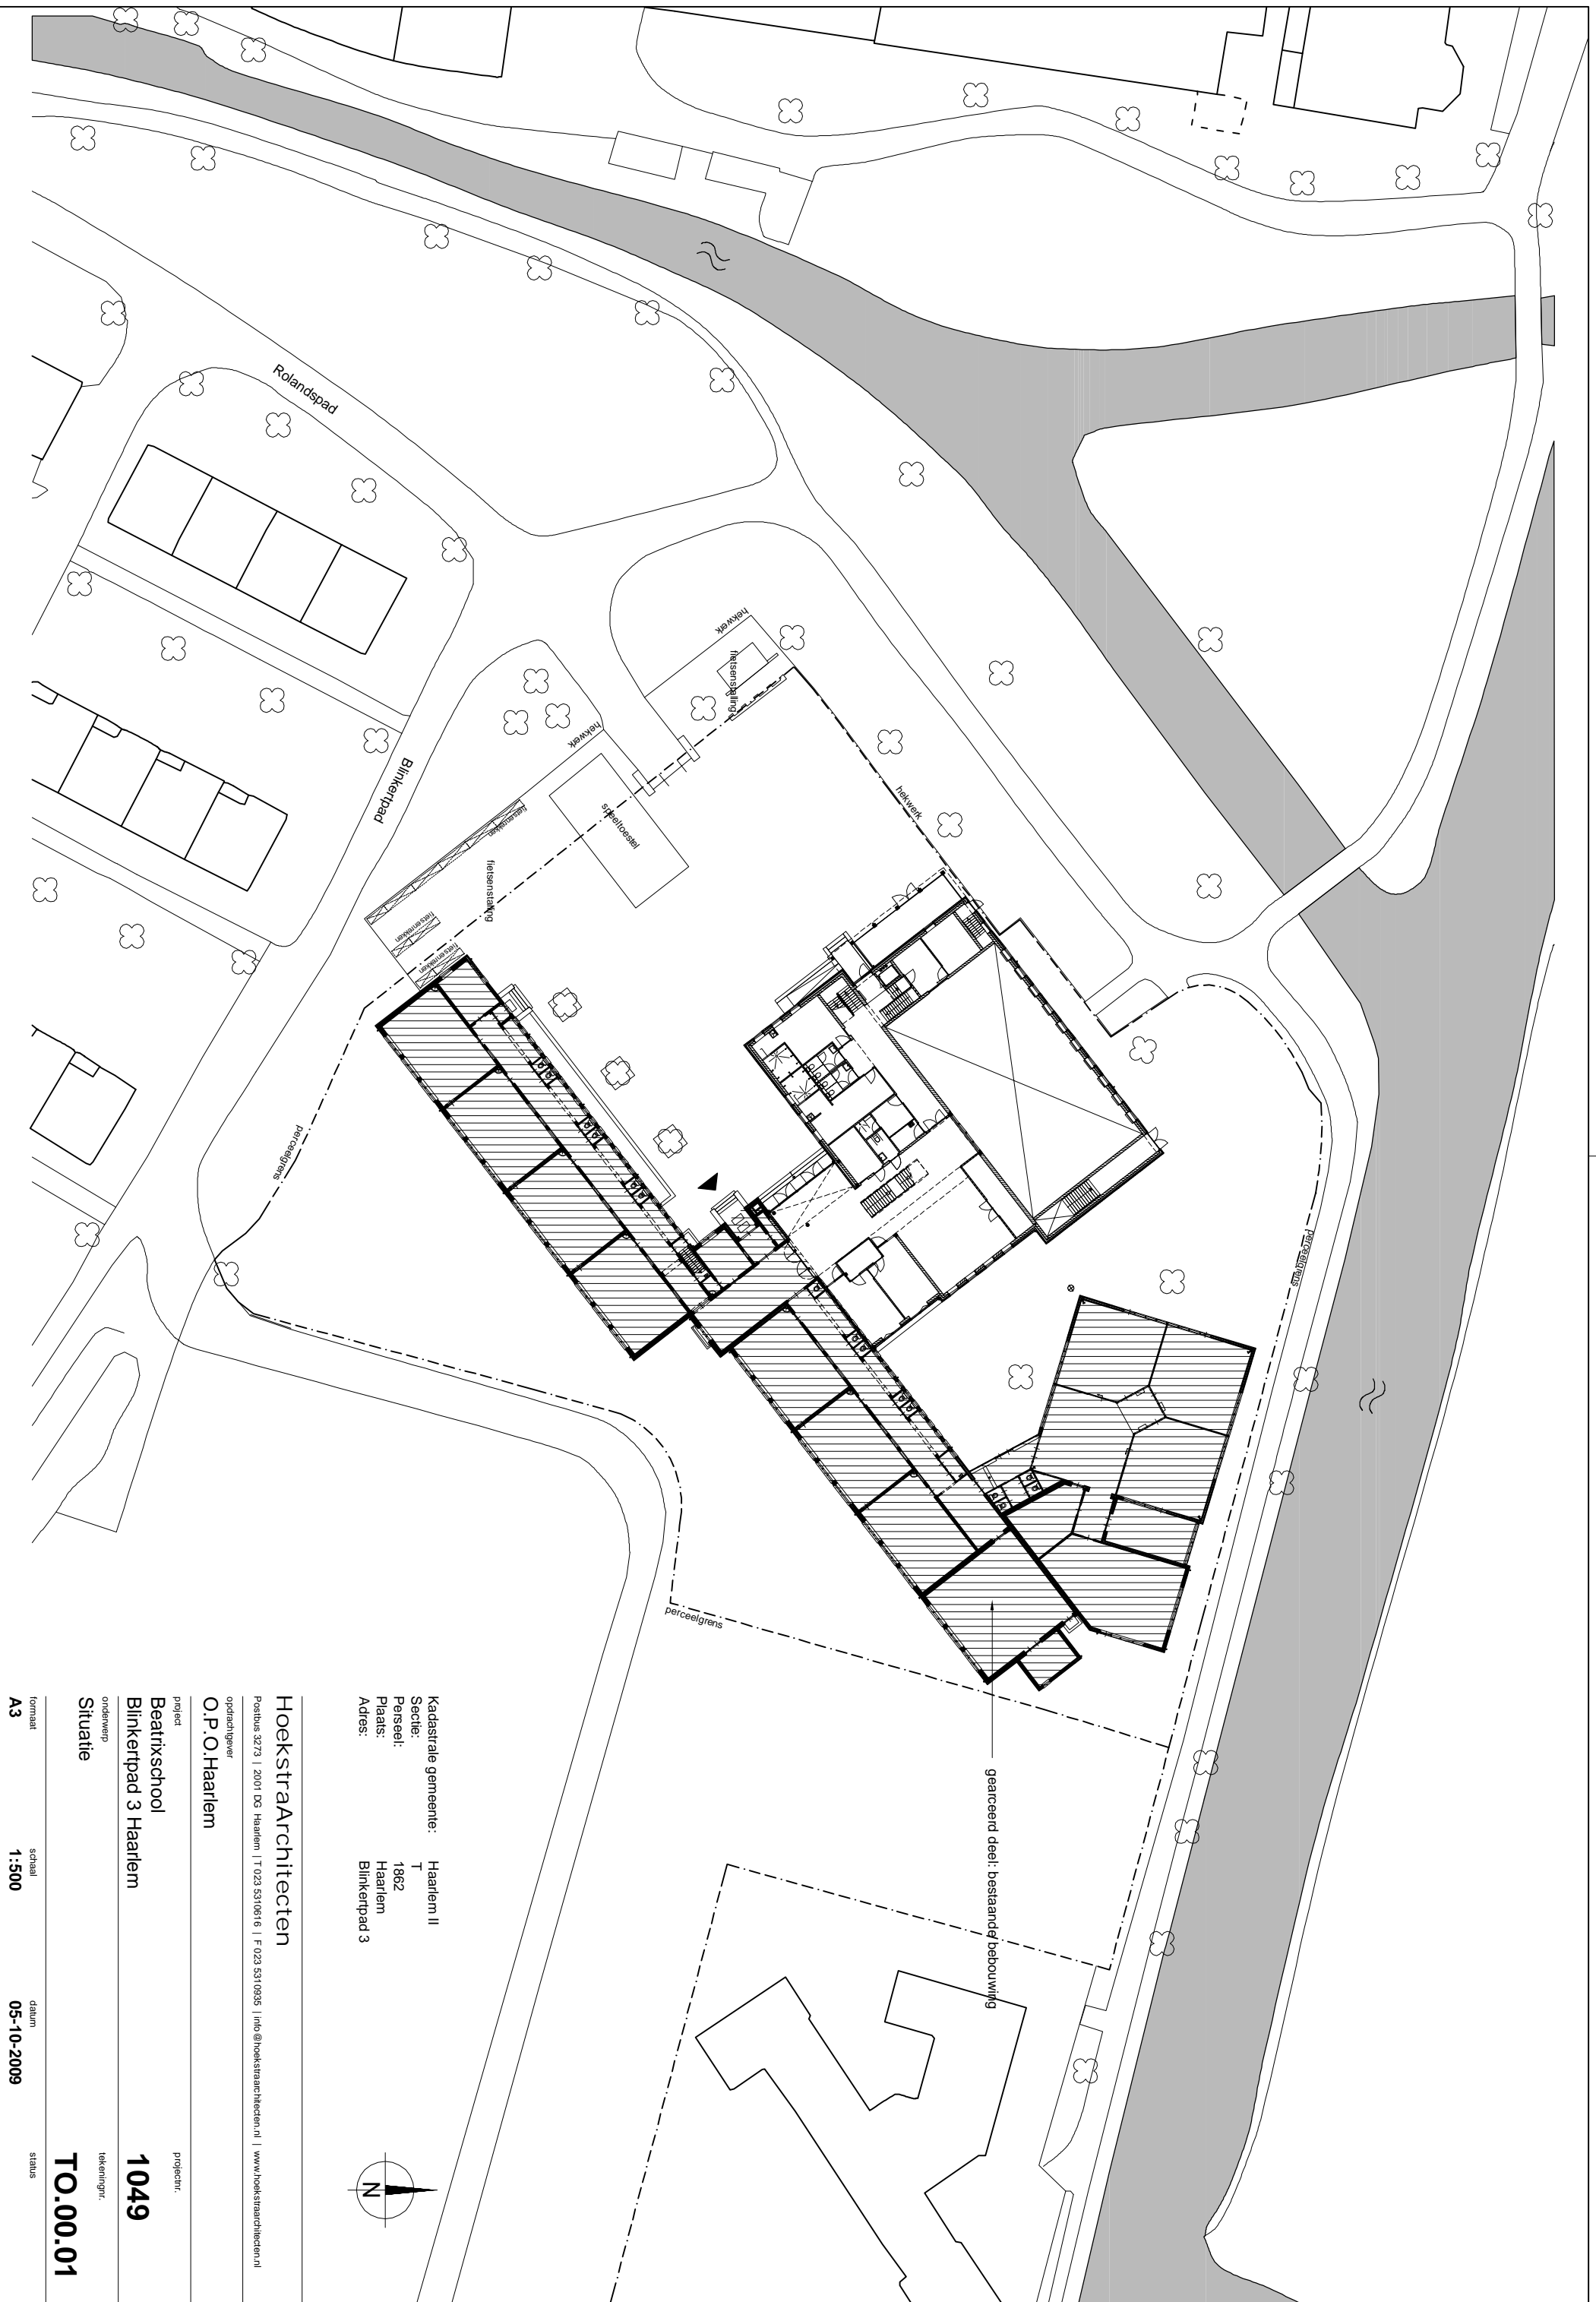 Rolandspad
Blinkertpad
hekwerk
fietsenstalling
hekwerk
speeltoestel
hekwerk
fietsenrekken
fietsenstalling
fietsenrekken
fietsenrekken
perceelgrens
perceelgrens
perceelgrens
gearceerd deel: bestaande bebouwing
Kadastrale gemeente: Haarlem II
Sectie: T
Perseel: 1862
Plaats: Haarlem
Adres: Blinkertpad 3
N
HoekstraArchitecten
Postbus 3273 | 2001 DG Haarlem | T 023 5310616 | F 023 5310935 | info@hoekstraarchitecten.nl | www.hoekstraarchitecten.nl
opdrachtgever
O.P.O.Haarlem
project projectnr.
Beatrixschool
Blinkertpad 3 Haarlem 1049
onderwerp tekeningnr.
Situatie TO.00.01
formaat schaal datum status
A3 1:500 05-10-2009